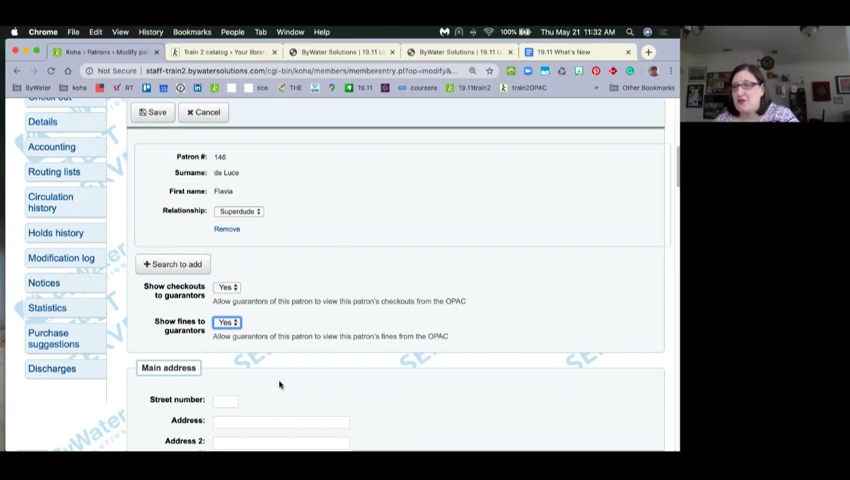 Chrome File Edit View History Bookmarks People Tab Window Help 100% Thu May 21 11:32 AM
Koha › Patrons › Modify pa Train 2 catalog › Your librar ByWater Solutions | 19.11 U ByWater Solutions | 19.11 U 19.11 What's New
Not Secure | staff-train2.bywatersolutions.com/cgi-bin/koha/members/memberentry.pl?op=modify&...
Apps ByWater koha RT sco THE 19.11 coursera 19.11train2 train2OPAC » Other Bookmarks
Check out
Details
Accounting
Routing lists
Circulation
history
Holds history
Modification log
Notices
Statistics
Purchase
suggestions
Discharges
Save × Cancel
Patron #: 146
Surname: de Luce
First name: Flavia
Relationship: Superdude
Remove
+ Search to add
Show checkouts
to guarantors
Yes
Allow guarantors of this patron to view this patron's checkouts from the OPAC
Show fines to
guarantors
Yes
Allow guarantors of this patron to view this patron's fines from the OPAC
Main address
Street number:
Address:
Address 2: